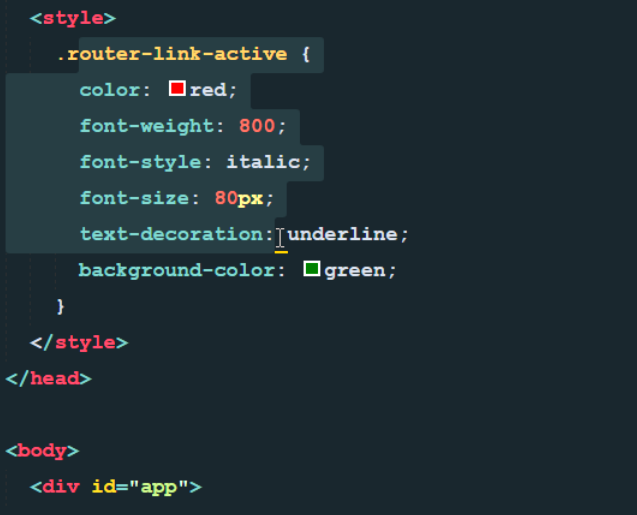 <style>
.router-link-active {
color: red;
font-weight: 800;
font-style: italic;
font-size: 80px;
text-decoration: underline;
background-color: green;
}
</style>
</head>
<body>
<div id="app">